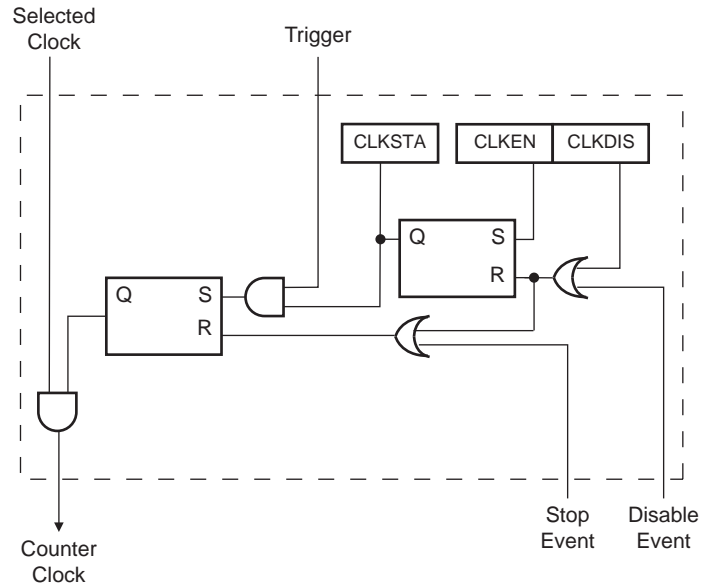 Selected
Clock
Trigger
CLKSTA
CLKEN
CLKDIS
Q
S
R
Q
S
R
Stop
Event
Disable
Event
Counter
Clock